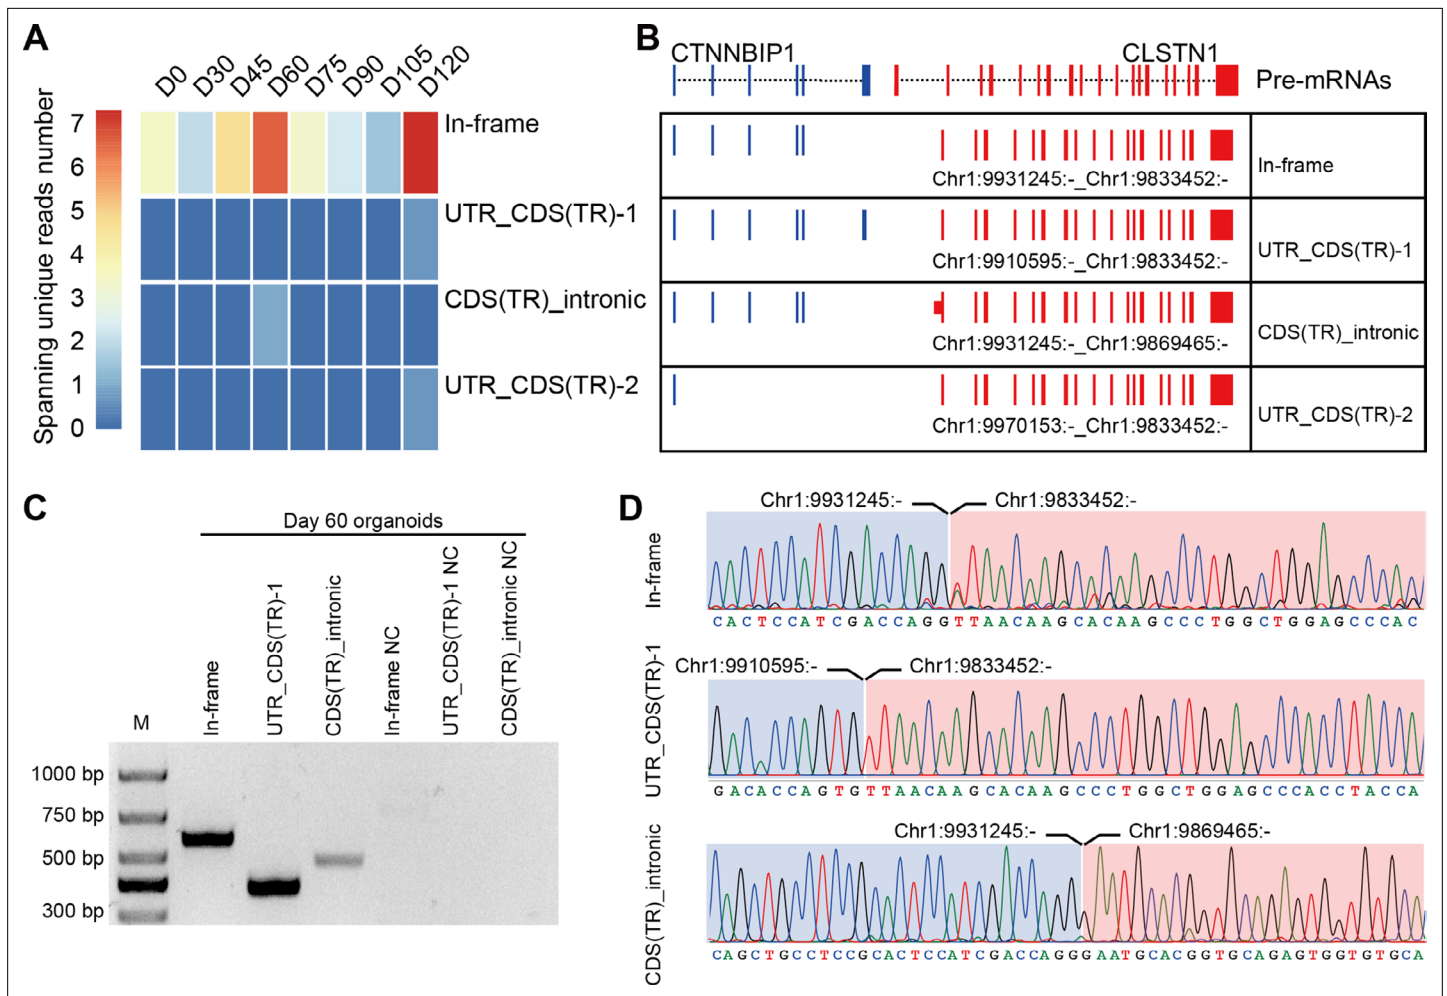 A
D0 D30 D45 D60 D75 D90 D105 D120
Spanning unique reads number
7
6
5
4
3
2
1
0
In-frame
UTR_CDS(TR)-1
CDS(TR)_intronic
UTR_CDS(TR)-2
B
CTNNBIP1
CLSTN1
Pre-mRNAs
Chr1:9931245:-_Chr1:9833452:-
In-frame
Chr1:9910595:-_Chr1:9833452:-
UTR_CDS(TR)-1
Chr1:9931245:-_Chr1:9869465:-
CDS(TR)_intronic
Chr1:9970153:-_Chr1:9833452:-
UTR_CDS(TR)-2
C
Day 60 organoids
M
In-frame
UTR_CDS(TR)-1
CDS(TR)_intronic
In-frame NC
UTR_CDS(TR)-1 NC
CDS(TR)_intronic NC
1000 bp
750 bp
500 bp
300 bp
D
In-frame
Chr1:9931245:- Chr1:9833452:-
CACTCCATCGACCAGGTTAACAAGCACAAGCCCTGGCTGGAGCCCAC
UTR_CDS(TR)-1
Chr1:9910595:- Chr1:9833452:-
GACACCAGTGTTAACAAGCACAAGCCCTGGCTGGAGCCCACCTACCA
CDS(TR)_intronic
Chr1:9931245:- Chr1:9869465:-
CAGCTGCCTCCGCACTCCATCGACCAGGGAATGCACGGTGCAGAGTGGTGTGCA